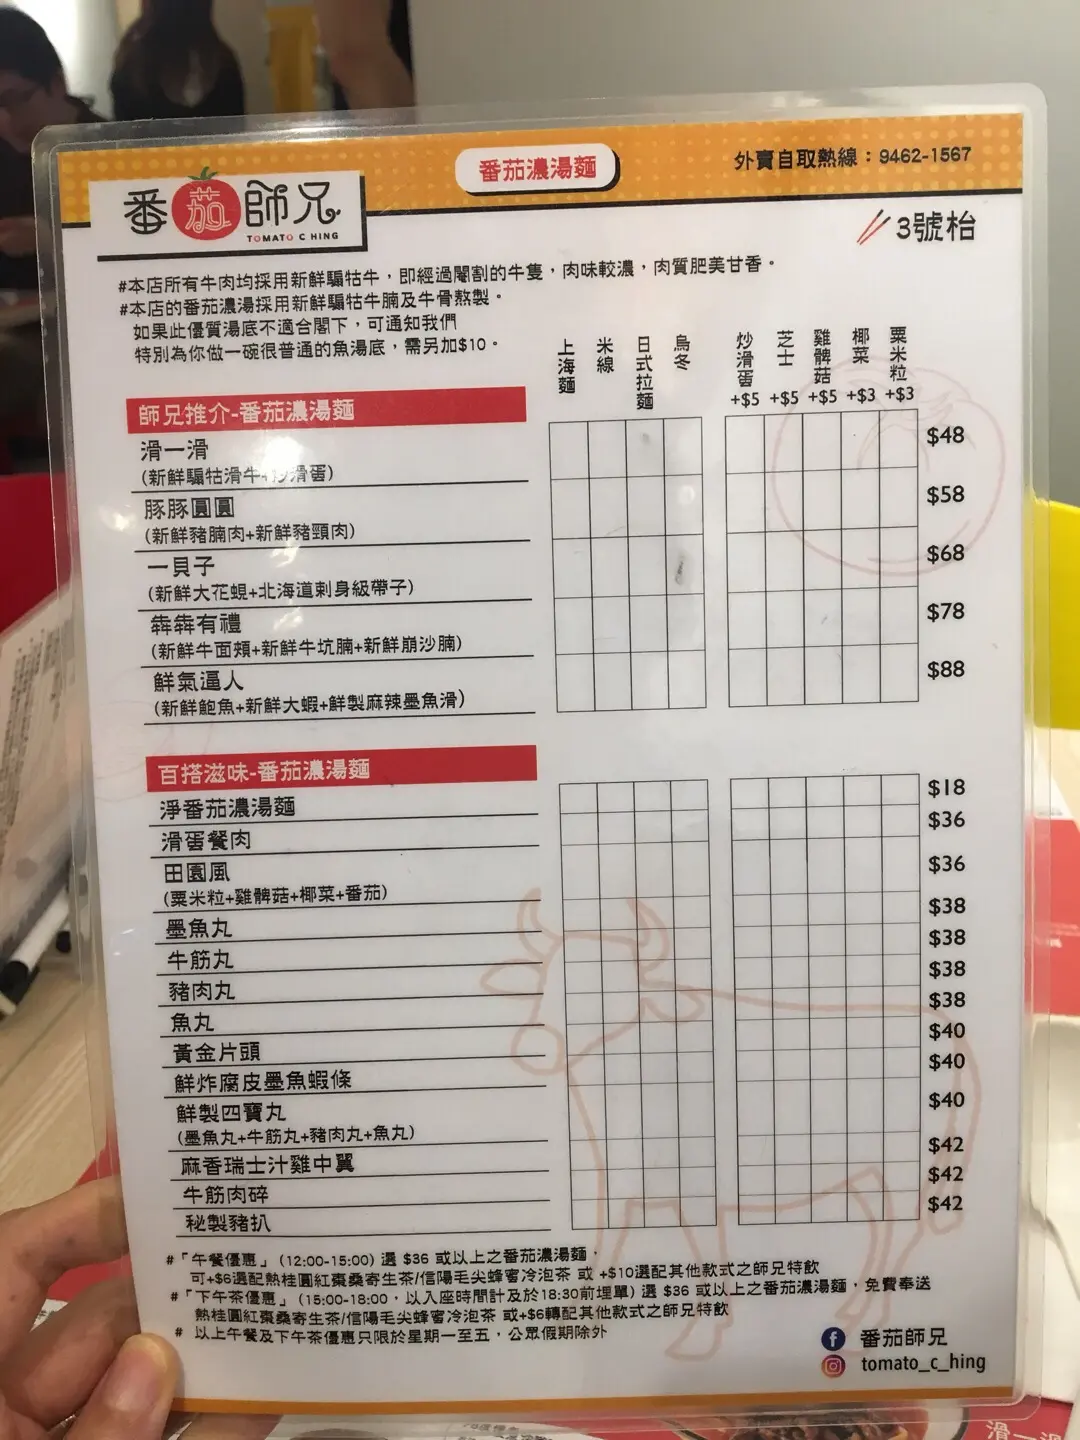 番茄濃湯麵
外賣自取熱線：9462-1567
番茄師兄
TOMATO C HING
3號枱
#本店所有牛肉均採用新鮮騸牯牛，即經過閹割的牛隻，肉味較濃，肉質肥美甘香。
#本店的番茄濃湯採用新鮮騸牯牛腩及牛骨熬製。
如果此優質湯底不適合閣下，可通知我們
特別為你做一碗很普通的魚湯底，需另加$10。
上海麵 米線 日式拉麵 烏冬 炒滑蛋 芝士 雞髀菇 椰菜 粟米粒
+$5 +$5 +$5 +$3 +$3
師兄推介-番茄濃湯麵
滑一滑 $48
(新鮮騸牯滑牛+炒滑蛋)
豚豚圓圓 $58
(新鮮豬腩肉+新鮮豬頸肉)
一貝子 $68
(新鮮大花蜆+北海道刺身級帶子)
犇犇有禮 $78
(新鮮牛面頰+新鮮牛坑腩+新鮮崩沙腩)
鮮氣逼人 $88
(新鮮鮑魚+新鮮大蝦+鮮製麻辣墨魚滑)
百搭滋味-番茄濃湯麵
淨番茄濃湯麵 $18
滑蛋餐肉 $36
田園風 $36
(粟米粒+雞髀菇+椰菜+番茄)
墨魚丸 $38
牛筋丸 $38
豬肉丸 $38
魚丸 $38
黃金片頭 $40
鮮炸腐皮墨魚蝦條 $40
鮮製四寶丸 $40
(墨魚丸+牛筋丸+豬肉丸+魚丸)
麻香瑞士汁雞中翼 $42
牛筋肉碎 $42
秘製豬扒 $42
#「午餐優惠」(12:00-15:00) 選 $36 或以上之番茄濃湯麵，
可+$6選配熱桂圓紅棗桑寄生茶/信陽毛尖蜂蜜冷泡茶 或 +$10選配其他款式之師兄特飲
#「下午茶優惠」(15:00-18:00，以入座時間計及於18:30前埋單) 選 $36 或以上之番茄濃湯麵，免費奉送
熱桂圓紅棗桑寄生茶/信陽毛尖蜂蜜冷泡茶 或+$6轉配其他款式之師兄特飲
# 以上午餐及下午茶優惠只限於星期一至五，公眾假期除外
番茄師兄
tomato_c_hing